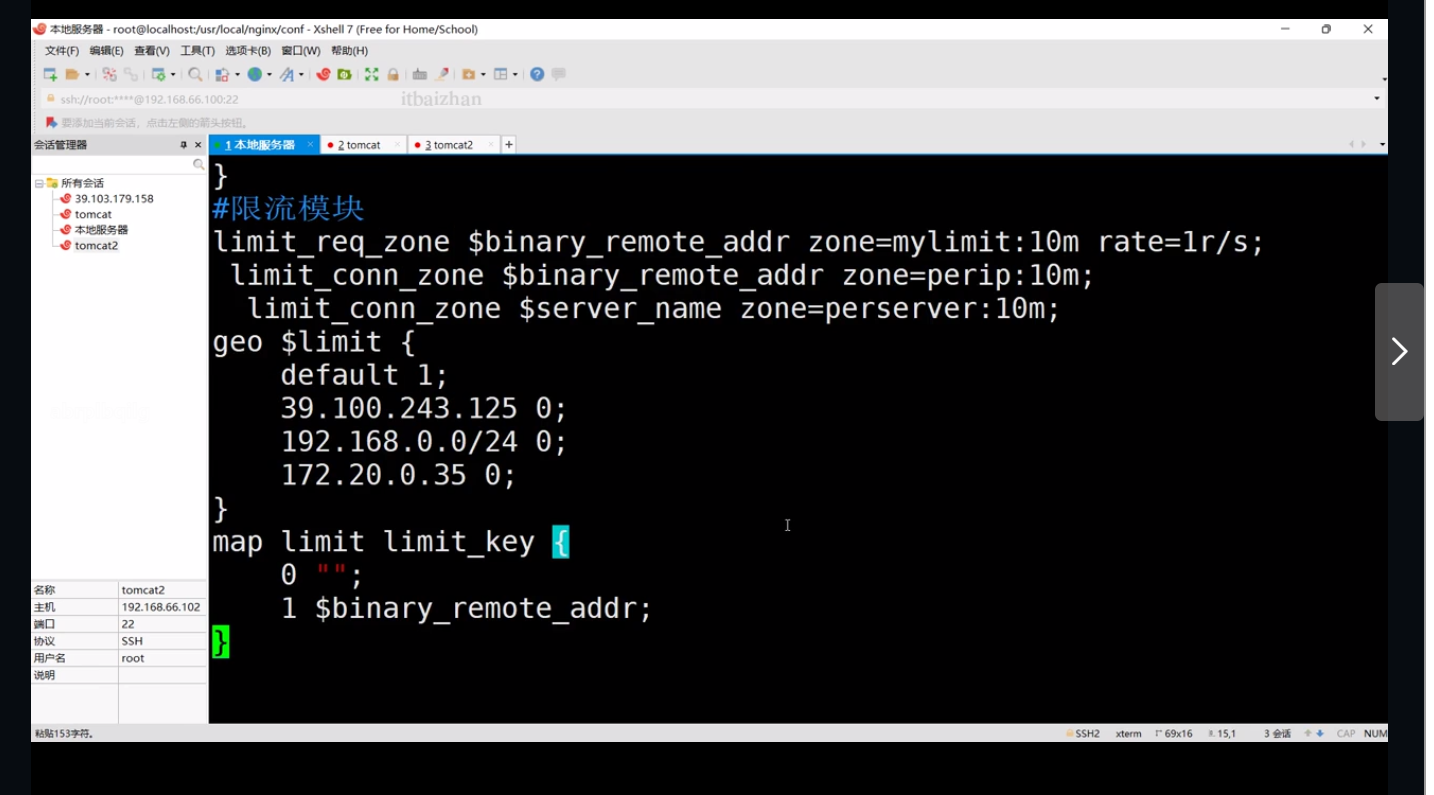 本地服务器 - root@localhost:/usr/local/nginx/conf - Xshell 7 (Free for Home/School)
文件(F) 编辑(E) 查看(V) 工具(T) 选项卡(B) 窗口(W) 帮助(H)
ssh://root:****@192.168.66.100:22
itbaizhan
要添加当前会话，点击左侧的箭头按钮。
会话管理器
1 本地服务器
2 tomcat
3 tomcat2
所有会话
39.103.179.158
tomcat
本地服务器
tomcat2
}
#限流模块
limit_req_zone $binary_remote_addr zone=mylimit:10m rate=1r/s;
limit_conn_zone $binary_remote_addr zone=perip:10m;
limit_conn_zone $server_name zone=perserver:10m;
geo $limit {
default 1;
39.100.243.125 0;
192.168.0.0/24 0;
172.20.0.35 0;
}
map limit limit_key {
0 "";
1 $binary_remote_addr;
}
名称 tomcat2
主机 192.168.66.102
端口 22
协议 SSH
用户名 root
说明
粘贴153字符。
SSH2 xterm 69x16 15,1 3 会话 CAP NUM